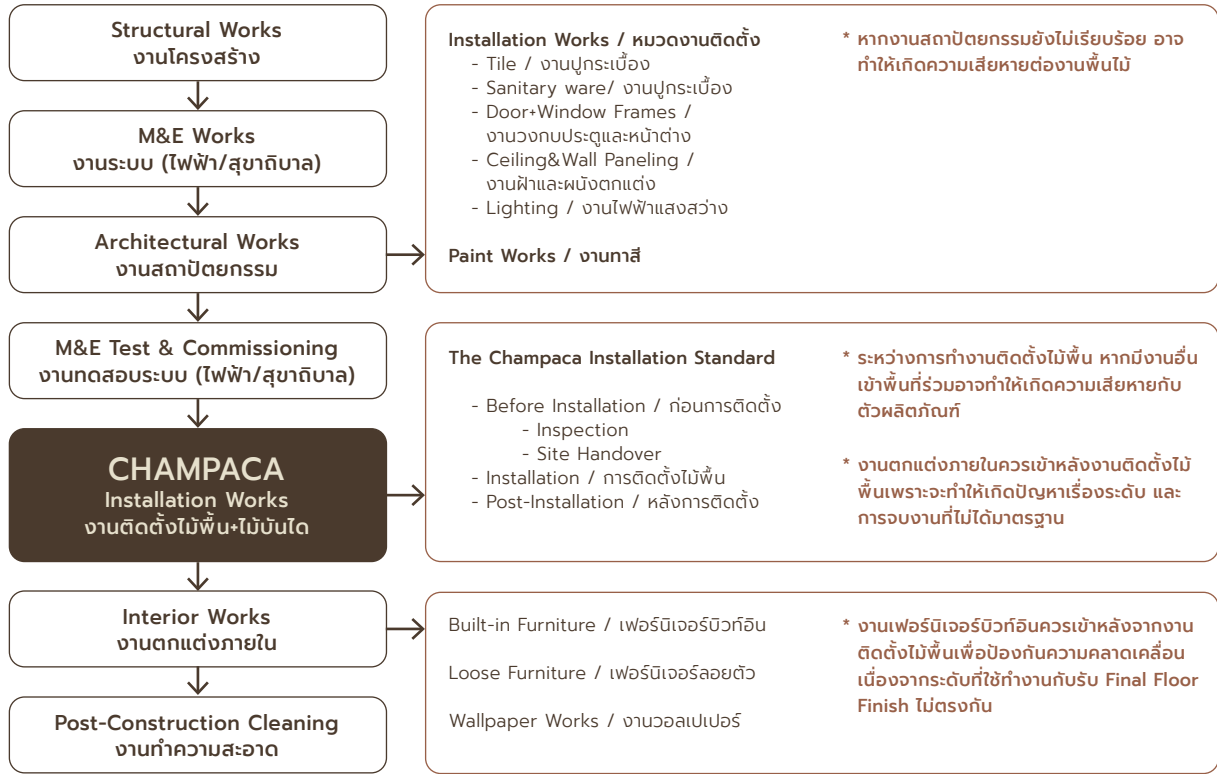 Structural Works
งานโครงสร้าง
M&E Works
งานระบบ (ไฟฟ้า/สุขาถิบาล)
Architectural Works
งานสถาปัตยกรรม
Installation Works / หมวดงานติดตั้ง
- Tile / งานปูกระเบื้อง
- Sanitary ware/ งานปูกระเบื้อง
- Door+Window Frames /
งานวงกบประตูและหน้าต่าง
- Ceiling&Wall Paneling /
งานฝ้าและผนังตกแต่ง
- Lighting / งานไฟฟ้าแสงสว่าง
Paint Works / งานทาสี
* หากงานสถาปัตยกรรมยังไม่เรียบร้อย อาจ
ทำให้เกิดความเสียหายต่องานพื้นไม้
M&E Test & Commissioning
งานทดสอบระบบ (ไฟฟ้า/สุขาถิบาล)
CHAMPACA
Installation Works
งานติดตั้งไม้พื้น+ไม้บันได
The Champaca Installation Standard
- Before Installation / ก่อนการติดตั้ง
- Inspection
- Site Handover
- Installation / การติดตั้งไม้พื้น
- Post-Installation / หลังการติดตั้ง
* ระหว่างการทำงานติดตั้งไม้พื้น หากมีงานอื่น
เข้าพื้นที่ร่วมอาจทำให้เกิดความเสียหายกับ
ตัวผลิตภัณฑ์
* งานตกแต่งภายในควรเข้าหลังงานติดตั้งไม้
พื้นเพราะจะทำให้เกิดปัญหาเรื่องระดับ และ
การจบงานที่ไม่ได้มาตรฐาน
Interior Works
งานตกแต่งภายใน
Post-Construction Cleaning
งานทำความสะอาด
Built-in Furniture / เฟอร์นิเจอร์บิวท์อิน
Loose Furniture / เฟอร์นิเจอร์ลอยตัว
Wallpaper Works / งานวอลเปเปอร์
* งานเฟอร์นิเจอร์บิวท์อินควรเข้าหลังจากงาน
ติดตั้งไม้พื้นเพื่อป้องกันความคลาดเคลื่อน
เนื่องจากระดับที่ใช้ทำงานกับรับ Final Floor
Finish ไม่ตรงกัน